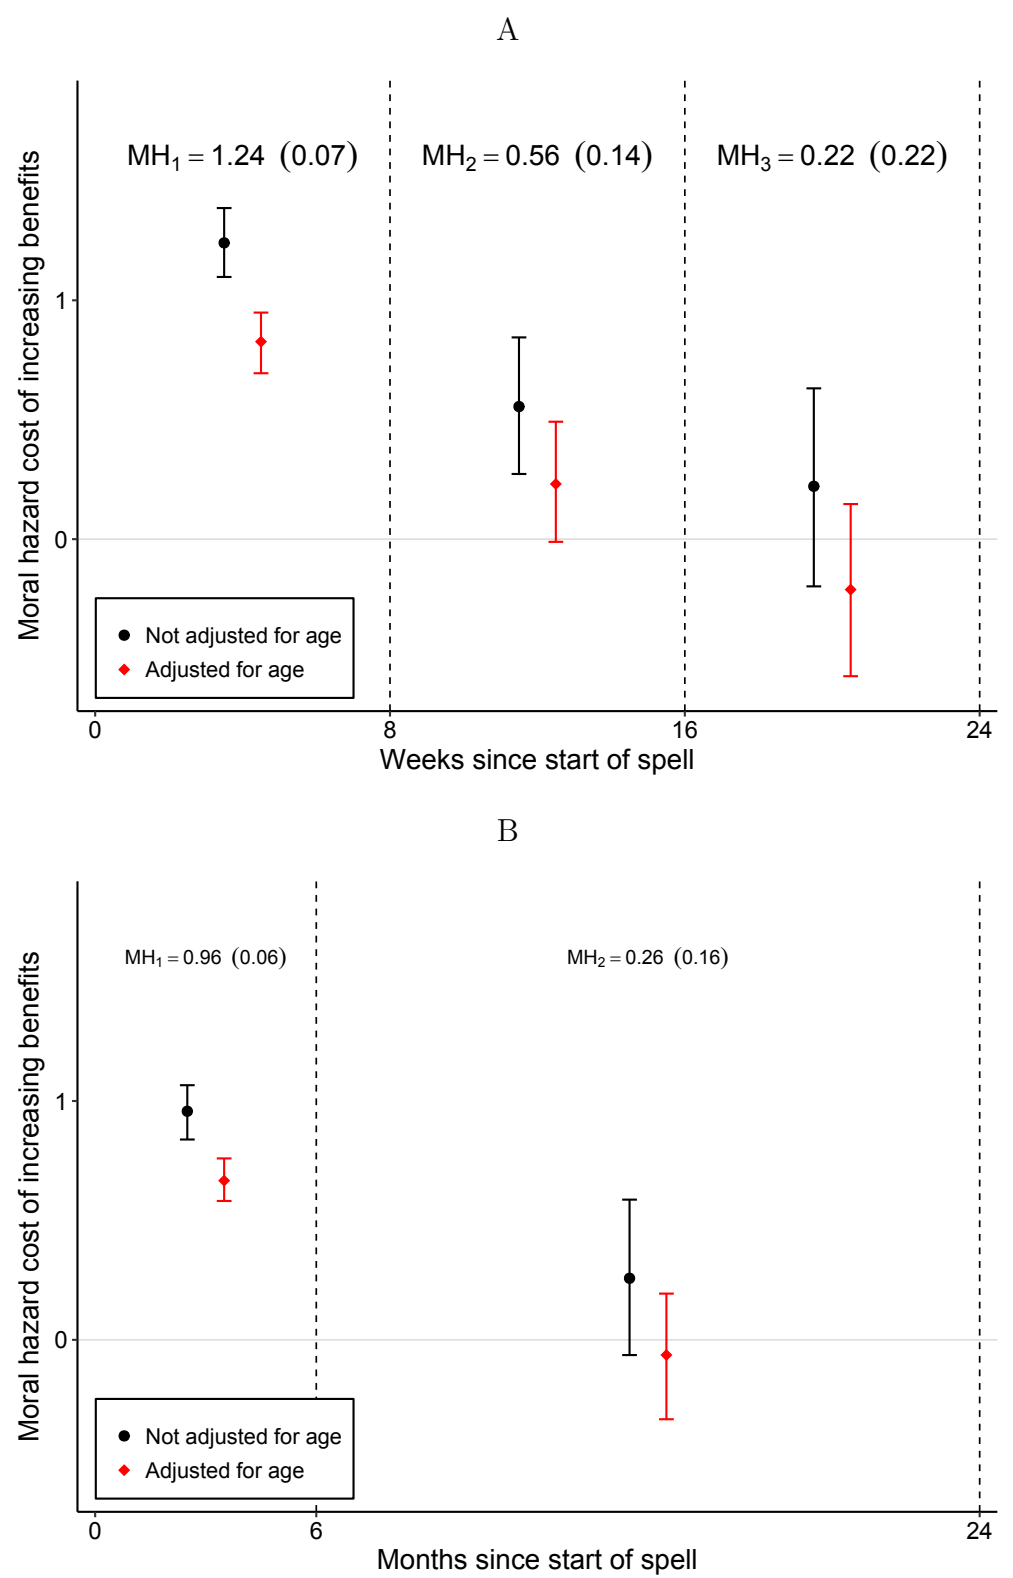 A
Moral hazard cost of increasing benefits
MH₁ = 1.24 (0.07) MH₂ = 0.56 (0.14) MH₃ = 0.22 (0.22)
1
0
Not adjusted for age
Adjusted for age
0 8 16 24
Weeks since start of spell
B
Moral hazard cost of increasing benefits
MH₁ = 0.96 (0.06) MH₂ = 0.26 (0.16)
1
0
Not adjusted for age
Adjusted for age
0 6 24
Months since start of spell